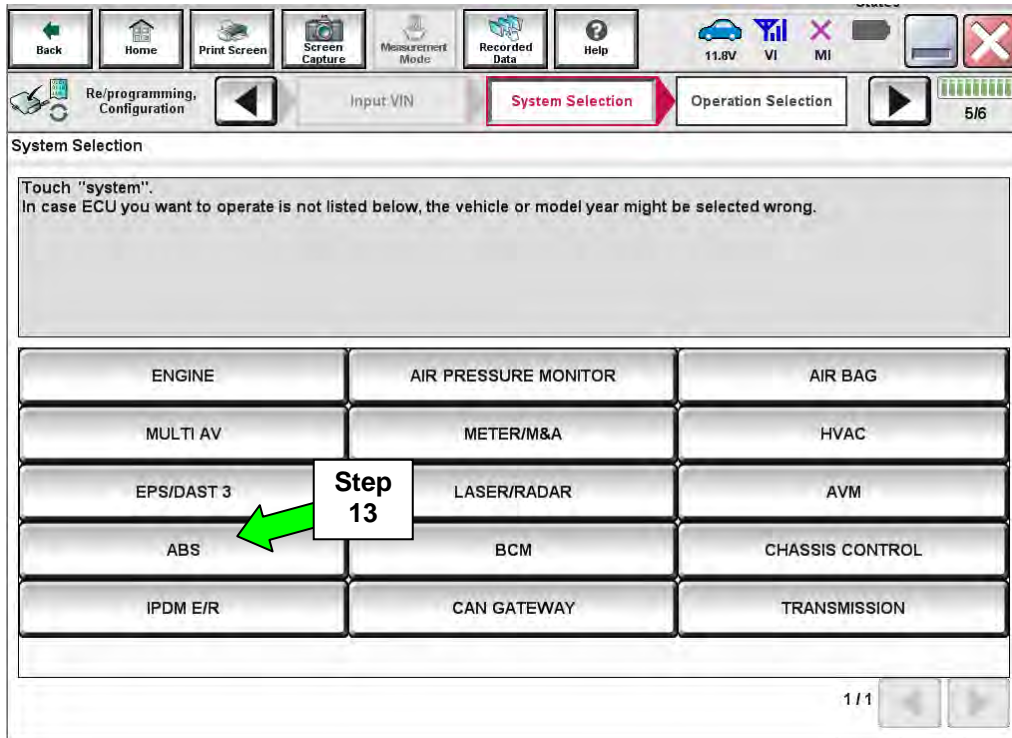 Back
Home
Print Screen
Screen
Capture
Measurement
Mode
Recorded
Data
Help
11.8V
VI
MI
Re/programming,
Configuration
Input VIN
System Selection
Operation Selection
5/6
System Selection
Touch "system".
In case ECU you want to operate is not listed below, the vehicle or model year might be selected wrong.
ENGINE
AIR PRESSURE MONITOR
AIR BAG
MULTI AV
METER/M&A
HVAC
EPS/DAST 3
Step
13
LASER/RADAR
AVM
ABS
BCM
CHASSIS CONTROL
IPDM E/R
CAN GATEWAY
TRANSMISSION
1/1